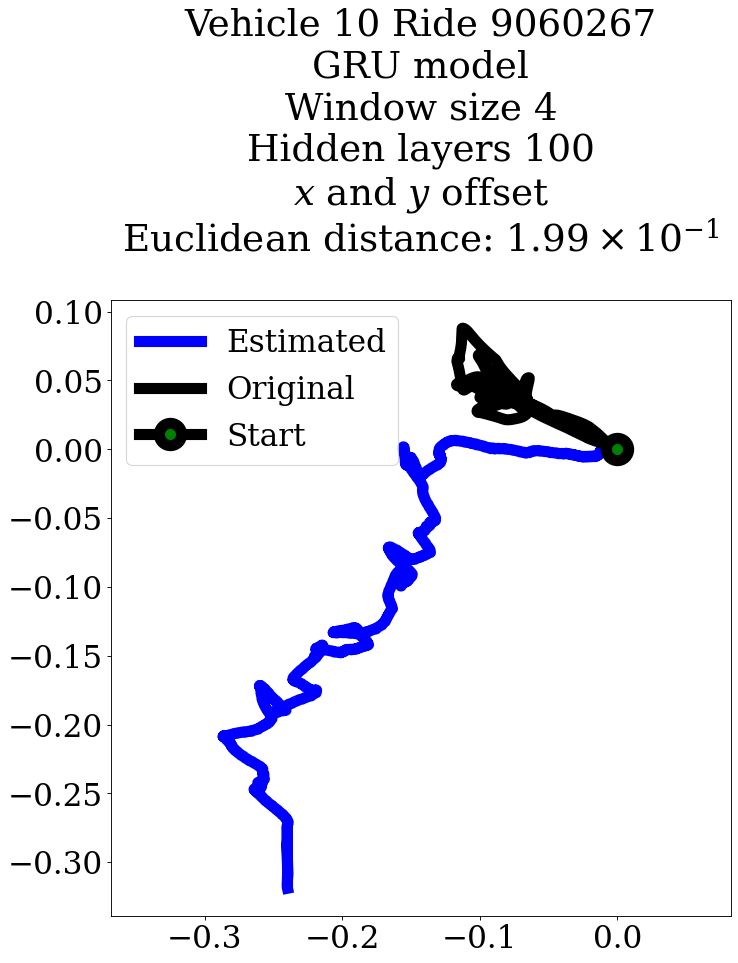 Vehicle 10 Ride 9060267
GRU model
Window size 4
Hidden layers 100
x and y offset
Euclidean distance: 1.99 × 10⁻¹
0.10
0.05
0.00
−0.05
−0.10
−0.15
−0.20
−0.25
−0.30
Estimated
Original
Start
−0.3 −0.2 −0.1 0.0